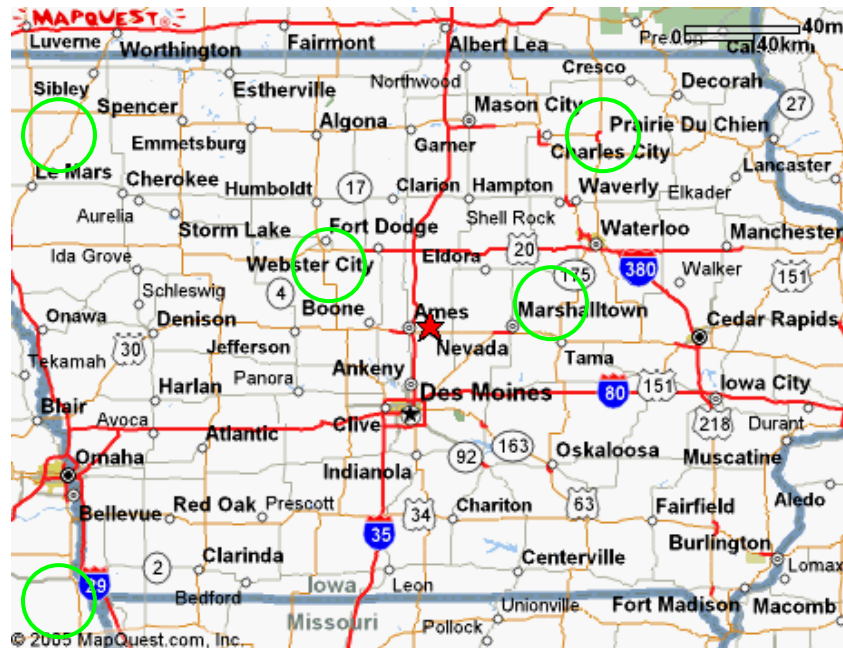 MAPQUEST
40m
Luverne
Worthington
Fairmont
Albert Lea
0
40km
Northwood
Cresco
Sibley
Estherville
Decorah
Spencer
Mason City
27
Emmetsburg
Algona
Garner
Prairie Du Chien
Charles City
Lancaster
Le Mars
Cherokee
Humboldt
17
Clarion
Hampton
Waverly
Elkader
Aurelia
Storm Lake
Fort Dodge
Shell Rock
Waterloo
Manchester
Ida Grove
Webster City
Eldora
20
175
380
Walker
151
Schleswig
4
Boone
Ames
Marshalltown
Onawa
Denison
Cedar Rapids
30
Jefferson
Nevada
Tama
Tekamah
Ankeny
Panora
Harlan
Des Moines
80
151
Iowa City
Blair
Avoca
Clive
218
Durant
Atlantic
92
163
Omaha
Indianola
Oskaloosa
Muscatine
Bellevue
Red Oak
Prescott
34
Chariton
63
Fairfield
Aledo
35
Burlington
2
Clarinda
29
Bedford
Iowa
Leon
Centerville
Lomax
Missouri
Unionville
Fort Madison
Macomb
Pollock
© 2005 MapQuest.com, Inc.